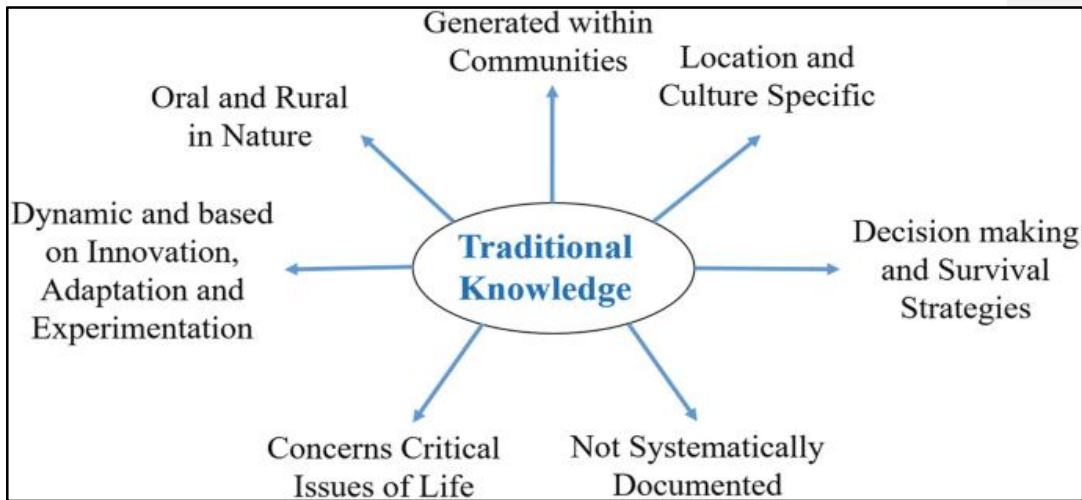 Generated within
Communities
Location and
Culture Specific
Oral and Rural
in Nature
Dynamic and based
on Innovation,
Adaptation and
Experimentation
Traditional
Knowledge
Decision making
and Survival
Strategies
Concerns Critical
Issues of Life
Not Systematically
Documented